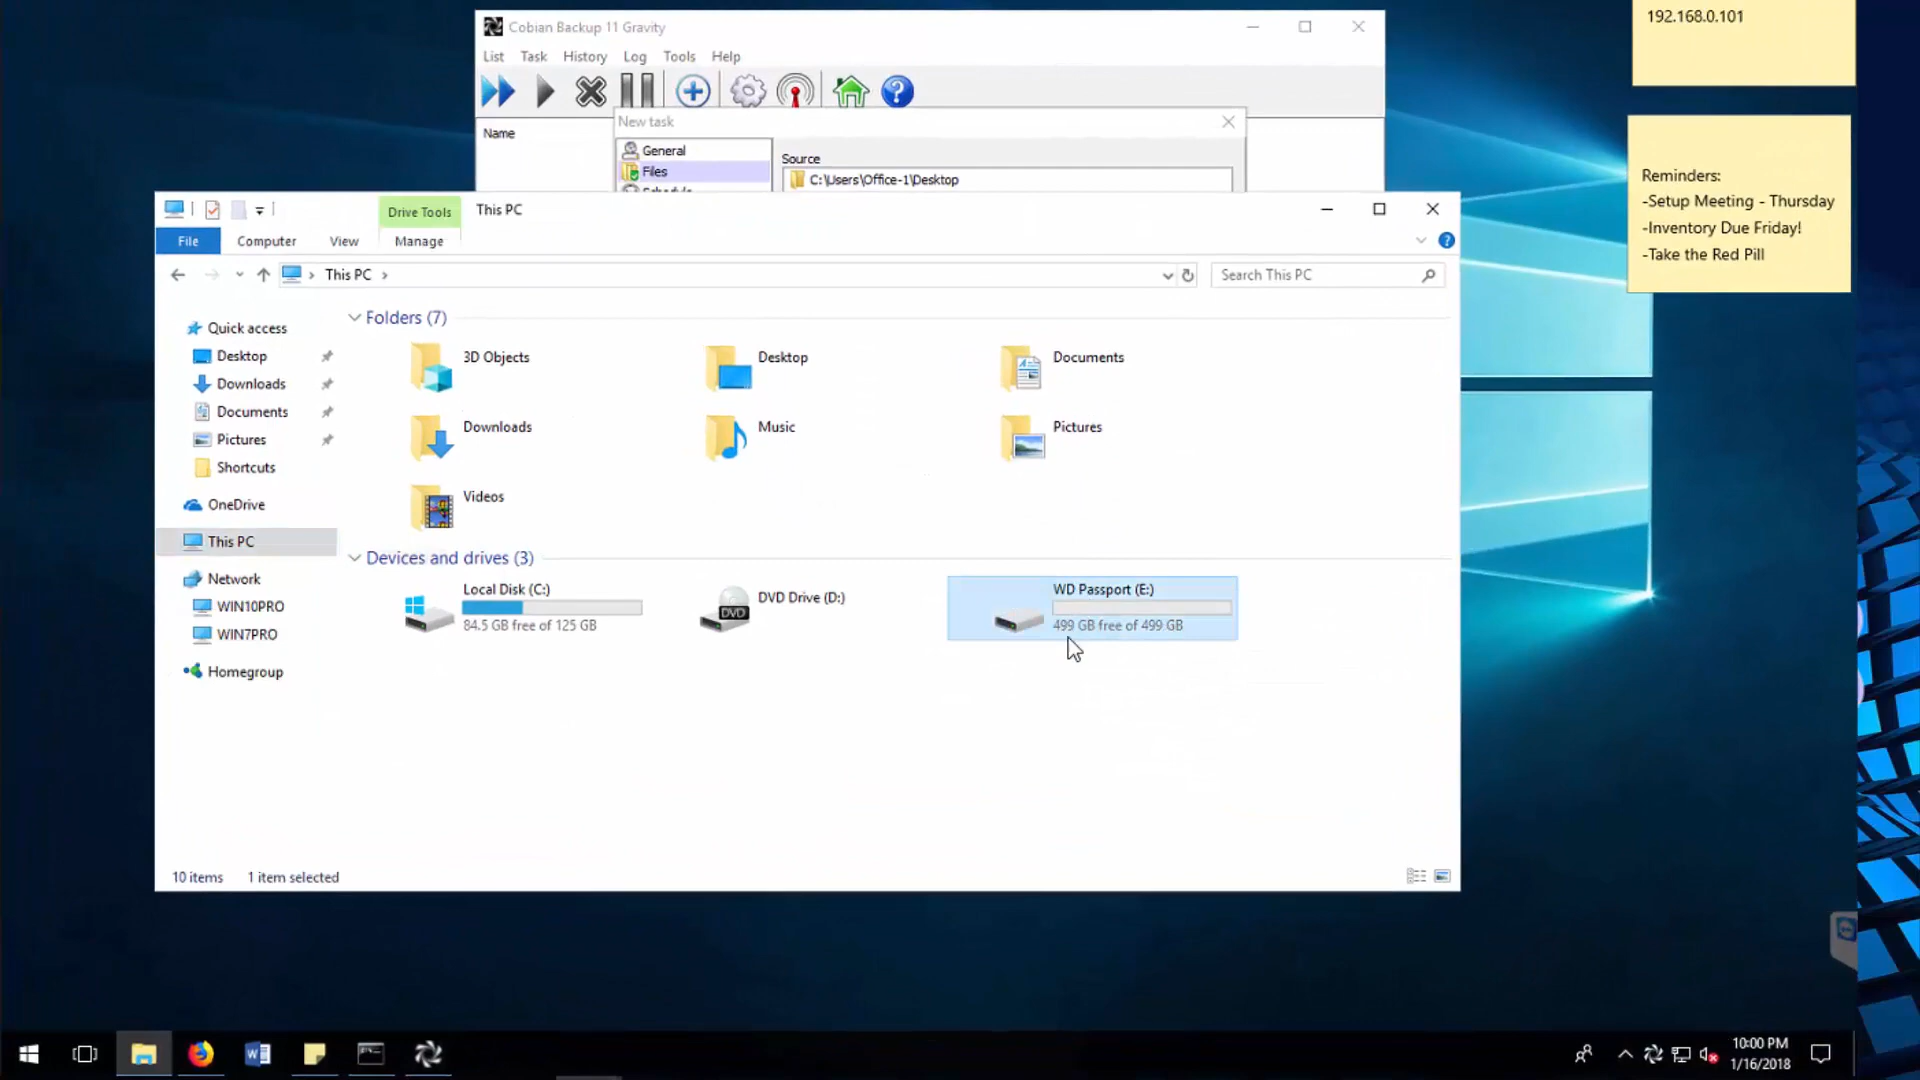 192.168.0.101
Cobian Backup 11 Gravity
List Task History Log Tools Help
Name
New task
General
Files
Source
C:\Users\Office-1\Desktop
Schedule
Reminders:
-Setup Meeting - Thursday
-Inventory Due Friday!
-Take the Red Pill
Drive Tools
This PC
File Computer View Manage
This PC
Search This PC
Quick access
Desktop
Downloads
Documents
Pictures
Shortcuts
OneDrive
This PC
Network
WIN10PRO
WIN7PRO
Homegroup
Folders (7)
3D Objects
Desktop
Documents
Downloads
Music
Pictures
Videos
Devices and drives (3)
Local Disk (C:)
84.5 GB free of 125 GB
DVD
DVD Drive (D:)
WD Passport (E:)
499 GB free of 499 GB
10 items 1 item selected
10:00 PM
1/16/2018